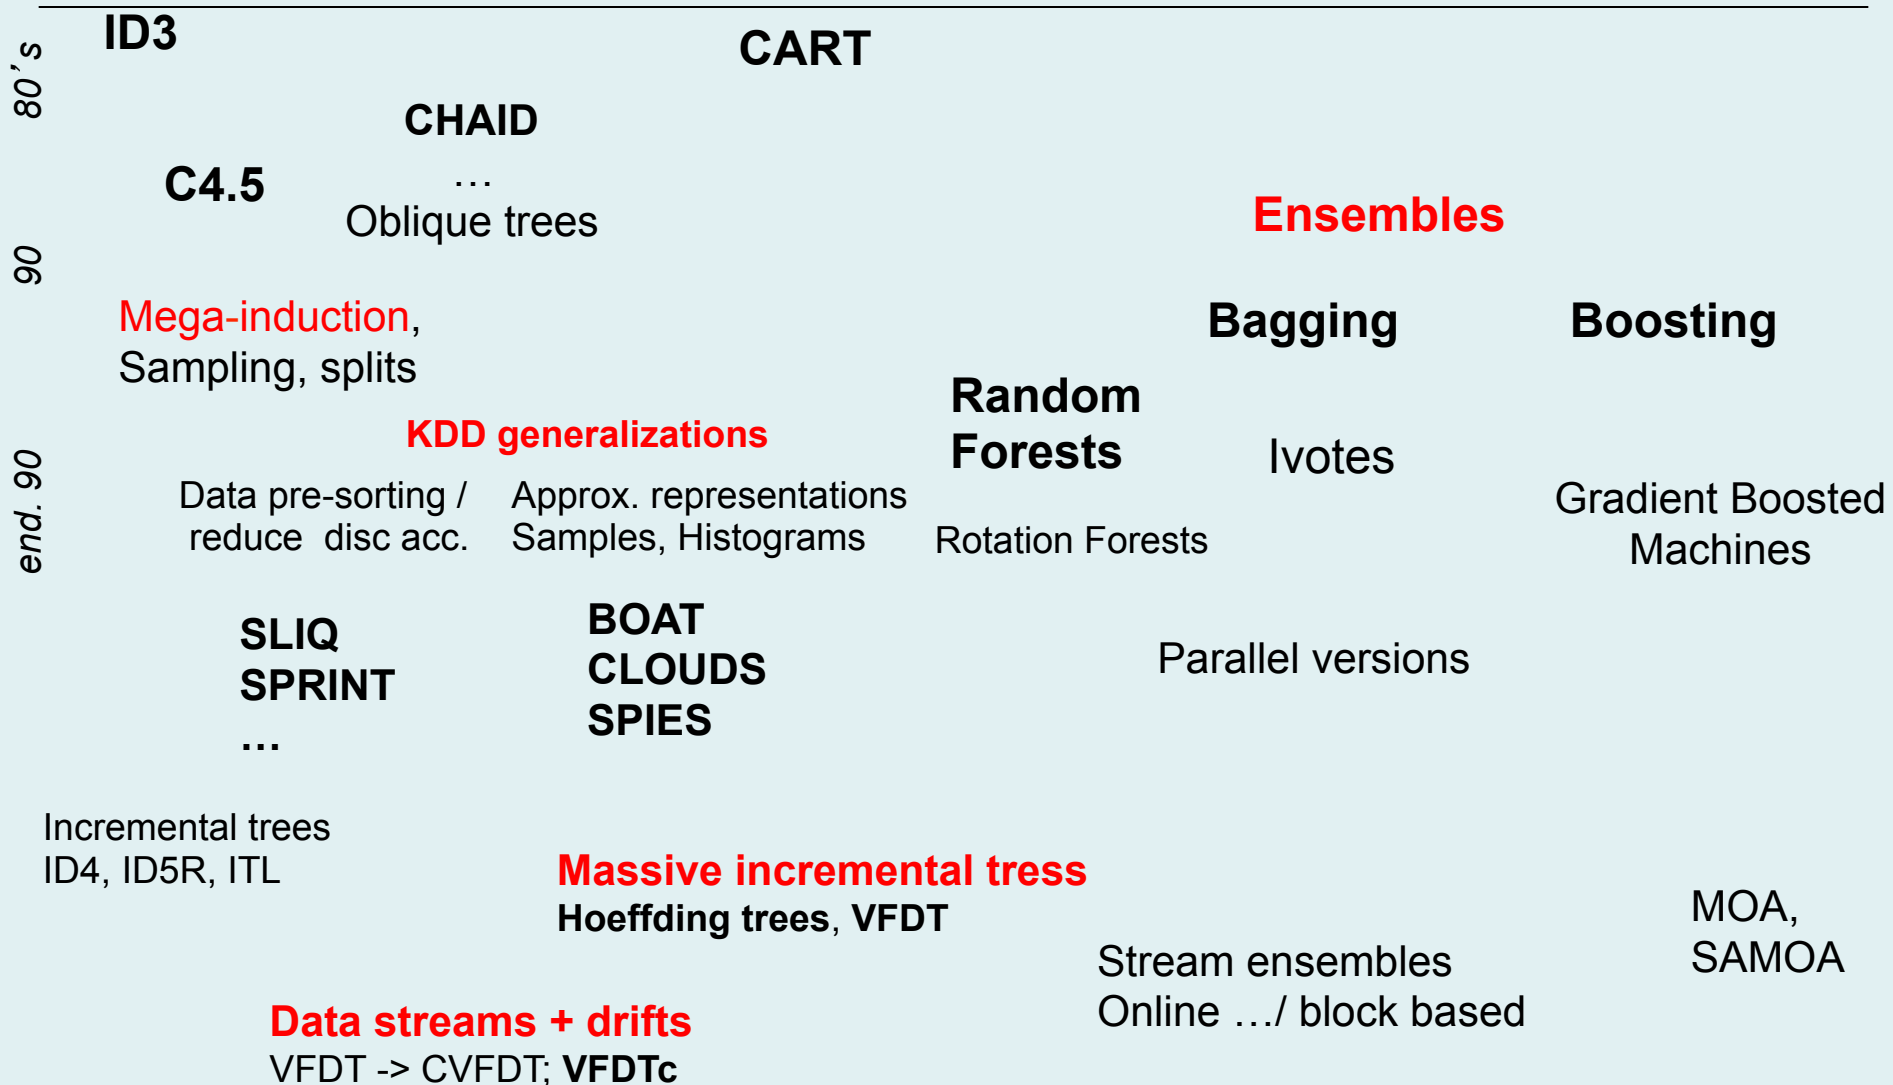 ID3
CART
80's
CHAID
C4.5
…
Oblique trees
Ensembles
90
Mega-induction,
Sampling, splits
Bagging
Boosting
Random
Forests
KDD generalizations
Ivotes
end. 90
Data pre-sorting /
reduce disc acc.
Approx. representations
Samples, Histograms
Rotation Forests
Gradient Boosted
Machines
SLIQ
SPRINT
…
BOAT
CLOUDS
SPIES
Parallel versions
Incremental trees
ID4, ID5R, ITL
Massive incremental tress
Hoeffding trees, VFDT
MOA,
SAMOA
Stream ensembles
Online …/ block based
Data streams + drifts
VFDT -> CVFDT; VFDTc